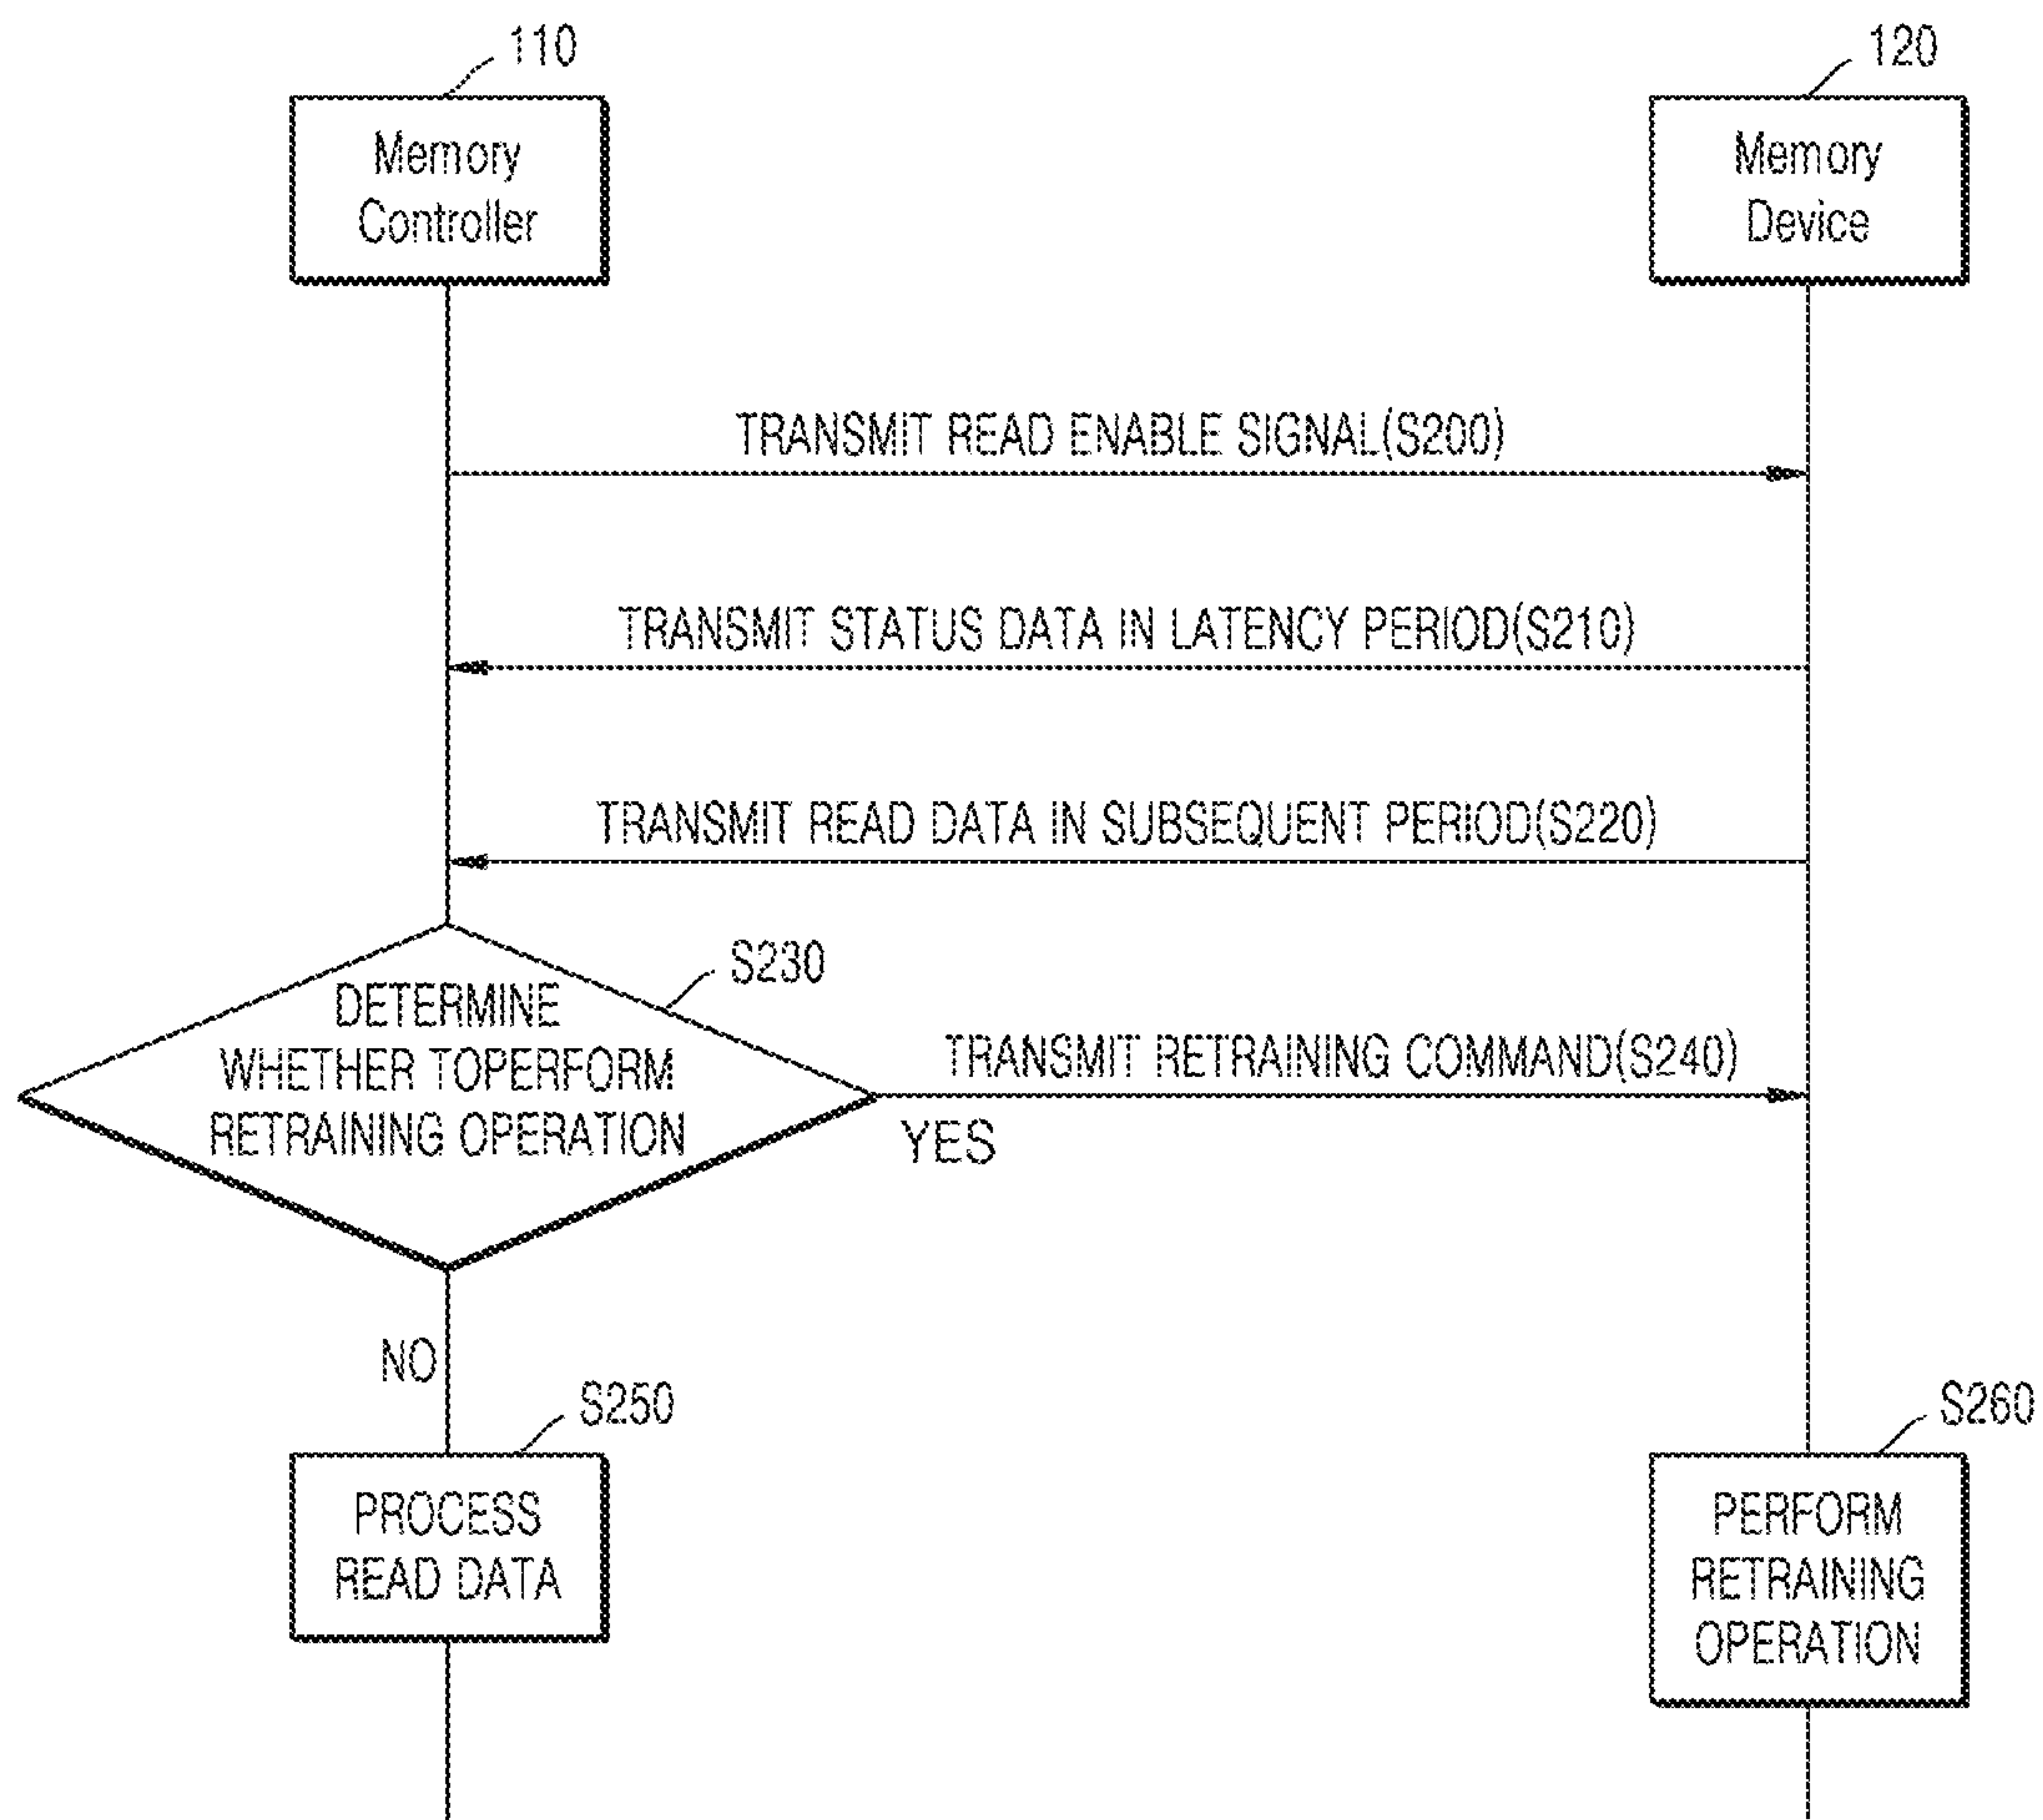 110
120
Memory
Controller
Memory
Device
TRANSMIT READ ENABLE SIGNAL(S200)
TRANSMIT STATUS DATA IN LATENCY PERIOD(S210)
TRANSMIT READ DATA IN SUBSEQUENT PERIOD(S220)
S230
DETERMINE
WHETHER TOPERFORM
RETRAINING OPERATION
TRANSMIT RETRAINING COMMAND(S240)
YES
NO
S250
S260
PROCESS
READ DATA
PERFORM
RETRAINING
OPERATION